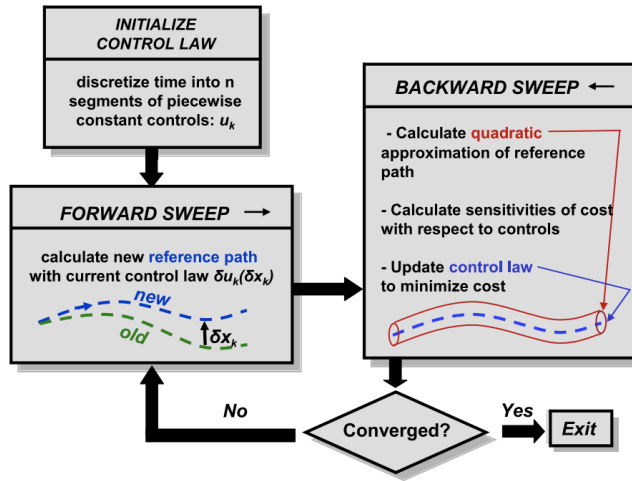 INITIALIZE
CONTROL LAW
discretize time into n
segments of piecewise
constant controls: uₖ
FORWARD SWEEP →
calculate new reference path
with current control law δuₖ(δxₖ)
new
old
δxₖ
BACKWARD SWEEP ←
- Calculate quadratic
approximation of reference
path
- Calculate sensitivities of cost
with respect to controls
- Update control law
to minimize cost
Converged?
No
Yes
Exit